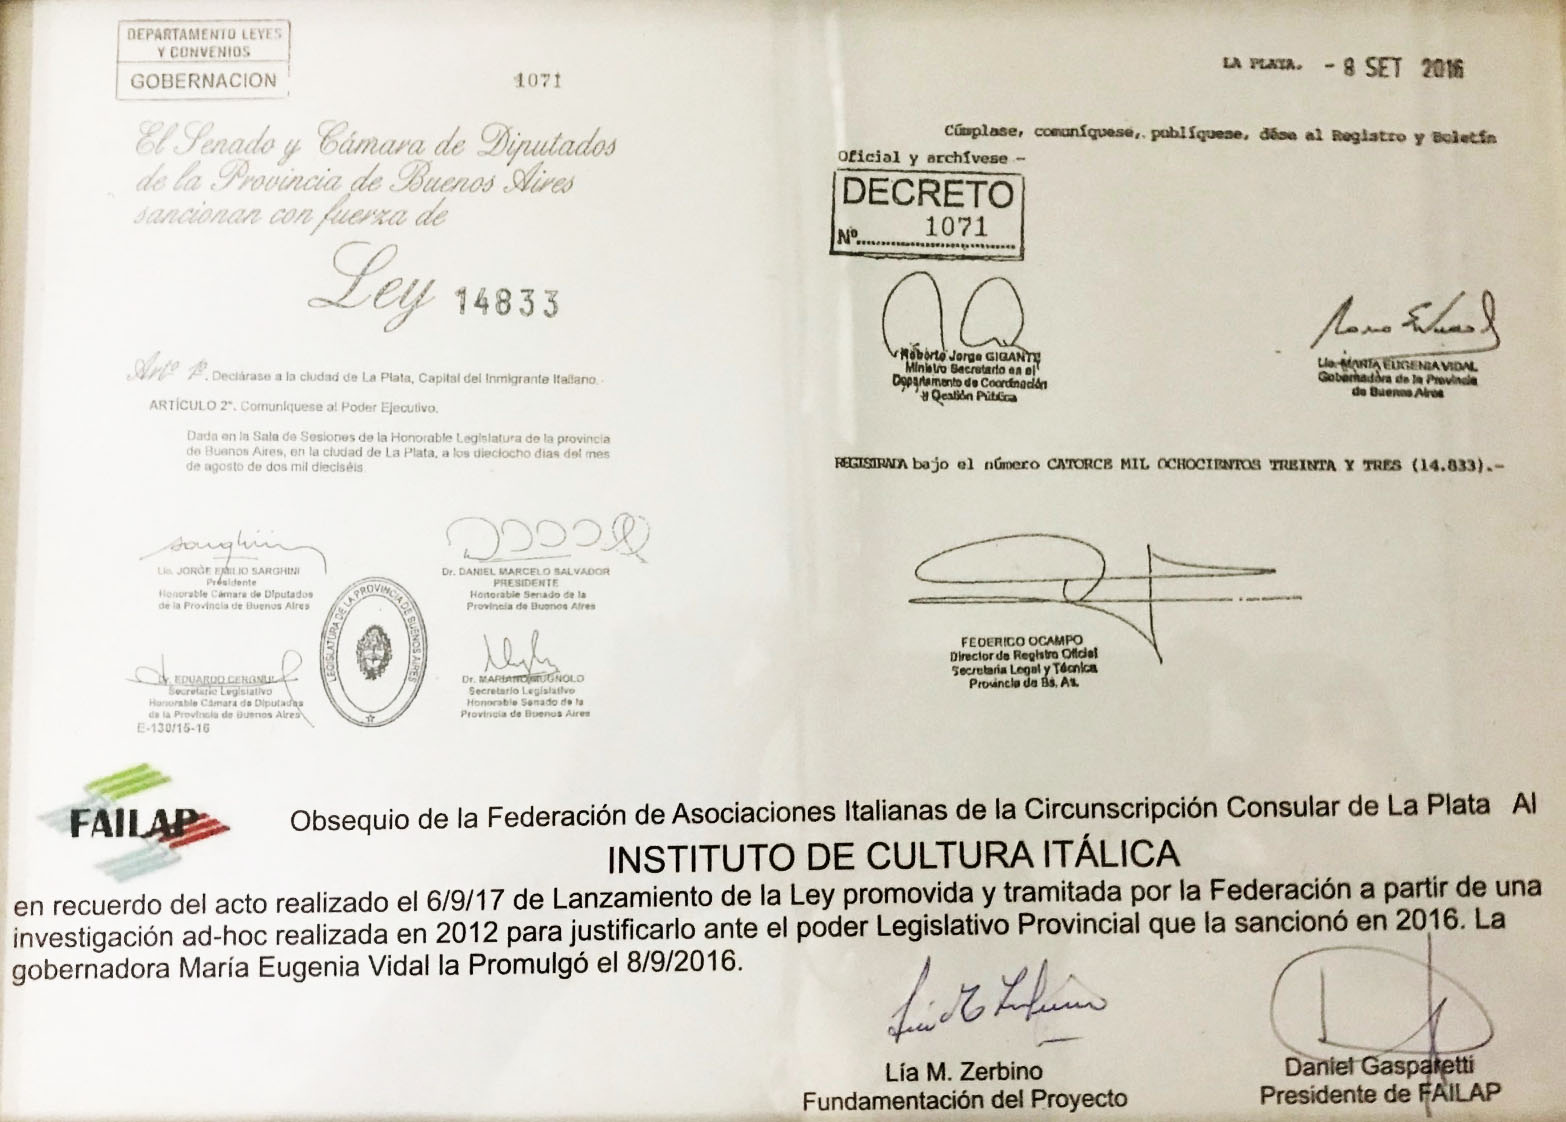 DEPARTAMENTO LEYES
Y CONVENIOS
GOBERNACION
1071
El Senado y Cámara de Diputados
de la Provincia de Buenos Aires
sancionan con fuerza de
Ley 14833
Artº 1º. Declárase a la ciudad de La Plata, Capital del Inmigrante Italiano.-
ARTÍCULO 2°. Comuníquese al Poder Ejecutivo.
Dada en la Sala de Sesiones de la Honorable Legislatura de la provincia
de Buenos Aires, en la ciudad de La Plata, a los dieciocho días del mes
de agosto de dos mil dieciséis
Lic. JORGE EMILIO SARGHINI
Presidente
Honorable Cámara de Diputados
de la Provincia de Buenos Aires
Dr. DANIEL MARCELO SALVADOR
PRESIDENTE
Honorable Senado de la
Provincia de Buenos Aires
LEGISLATURA DE LA PROVINCIA DE BUENOS AIRES
Dr. EDUARDO
Secretario Legislativo
Honorable Cámara de Diputados
de la Provincia de Buenos Aires
E-130/15-16
Dr. MARIANO MUGNOLO
Secretario Legislativo
Honorable Senado de la
Provincia de Buenos Aires
LA PLATA, - 8 SET 2016
Cúmplase, comuníquese, publíquese, dése al Registro y Boletín
Oficial y archívese -
DECRETO
Nº 1071
Roberto Jorge GIGANTE
Ministro Secretario en el
Departamento de Coordinación
y Gestión Pública
Lic. MARÍA EUGENIA VIDAL
Gobernadora de la Provincia
de Buenos Aires
REGISTRADA bajo el número CATORCE MIL OCHOCIENTOS TREINTA Y TRES (14.833).-
FEDERICO OCAMPO
Director de Registro Oficial
Secretaria Legal y Técnica
Provincia de Bs. As.
FAILAP
Obsequio de la Federación de Asociaciones Italianas de la Circunscripción Consular de La Plata Al
INSTITUTO DE CULTURA ITÁLICA
en recuerdo del acto realizado el 6/9/17 de Lanzamiento de la Ley promovida y tramitada por la Federación a partir de una
investigación ad-hoc realizada en 2012 para justificarlo ante el poder Legislativo Provincial que la sancionó en 2016. La
gobernadora María Eugenia Vidal la Promulgó el 8/9/2016.
Lía M. Zerbino
Fundamentación del Proyecto
Daniel Gasparetti
Presidente de FAILAP